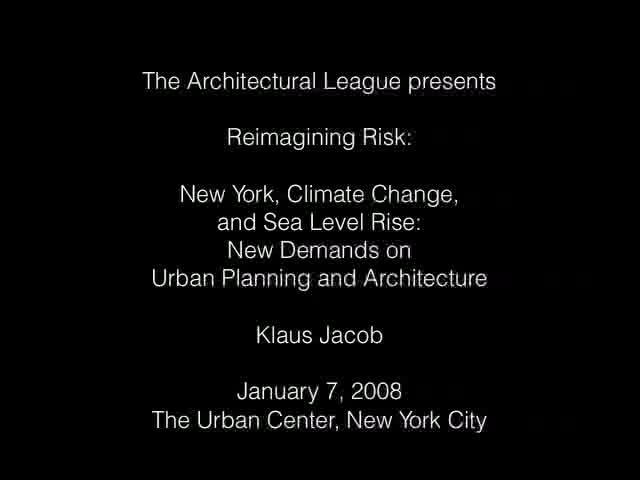 The Architectural League presents
Reimagining Risk:
New York, Climate Change,
and Sea Level Rise:
New Demands on
Urban Planning and Architecture
Klaus Jacob
January 7, 2008
The Urban Center, New York City